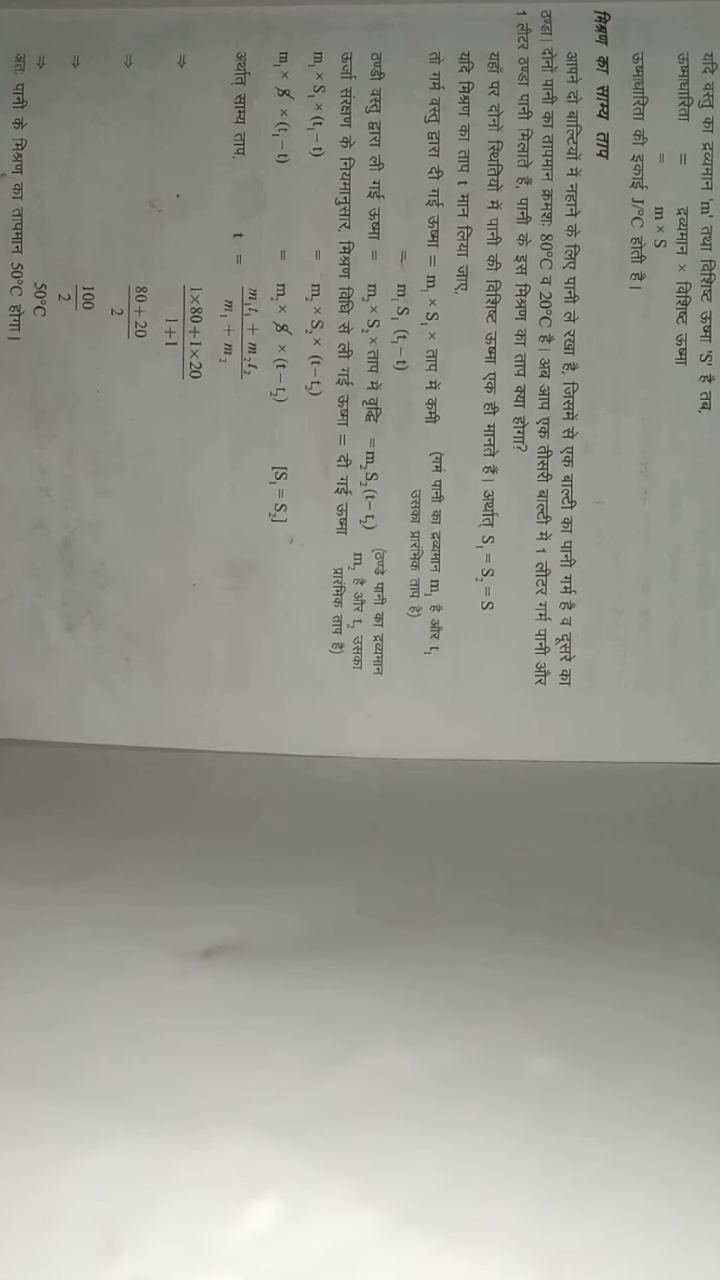 यदि वस्तु का द्रव्यमान 'm' तथा विशिष्ट ऊष्मा 'S' है तब,
ऊष्माधारिता = द्रव्यमान × विशिष्ट ऊष्मा
= m × S
ऊष्माधारिता की इकाई J/°C होती है।
मिश्रण का साम्य ताप
आपने दो बाल्टियों में नहाने के लिए पानी ले रखा है, जिसमें से एक बाल्टी का पानी गर्म है व दूसरे का
ठण्डा। दोनों पानी का तापमान क्रमशः 80°C व 20°C है। अब आप एक तीसरी बाल्टी में 1 लीटर गर्म पानी और
1 लीटर ठण्डा पानी मिलाते हैं, पानी के इस मिश्रण का ताप क्या होगा?
यहाँ पर दोनों स्थितियों में पानी की विशिष्ट ऊष्मा एक ही मानते हैं। अर्थात् S₁ = S₂ = S
यदि मिश्रण का ताप t मान लिया जाए,
तो गर्म वस्तु द्वारा दी गई ऊष्मा = m₁ × S₁ × ताप में कमी (गर्म पानी का द्रव्यमान m₁ है और t₁
= m₁ S₁ (t₁ – t) उसका प्रारंभिक ताप है)
ठण्डी वस्तु द्वारा ली गई ऊष्मा = m₂ × S₂ × ताप में वृद्धि = m₂ S₂ (t – t₂) (ठण्डे पानी का द्रव्यमान
m₂ है और t₂ उसका
प्रारंभिक ताप है)
ऊर्जा संरक्षण के नियमानुसार, मिश्रण विधि से ली गई ऊष्मा = दी गई ऊष्मा
m₁ × S₁ × (t₁ – t) = m₂ × S₂ × (t – t₂)
m₁ × S × (t₁ – t) = m₂ × S × (t – t₂) [S₁ = S₂]
अर्थात् साम्य ताप, t = m₁t₁ + m₂t₂ / m₁ + m₂
⇒ 1×80 + 1×20 / 1+1
⇒ 80 + 20 / 2
⇒ 100 / 2
⇒ 50°C
अतः पानी के मिश्रण का तापमान 50°C होगा।